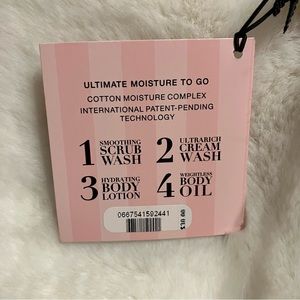 ULTIMATE MOISTURE TO GO
COTTON MOISTURE COMPLEX
INTERNATIONAL PATENT-PENDING
TECHNOLOGY
1 SMOOTHING SCRUB WASH
2 ULTRARICH CREAM WASH
3 HYDRATING BODY LOTION
4 WEIGHTLESS BODY OIL
0667541592441